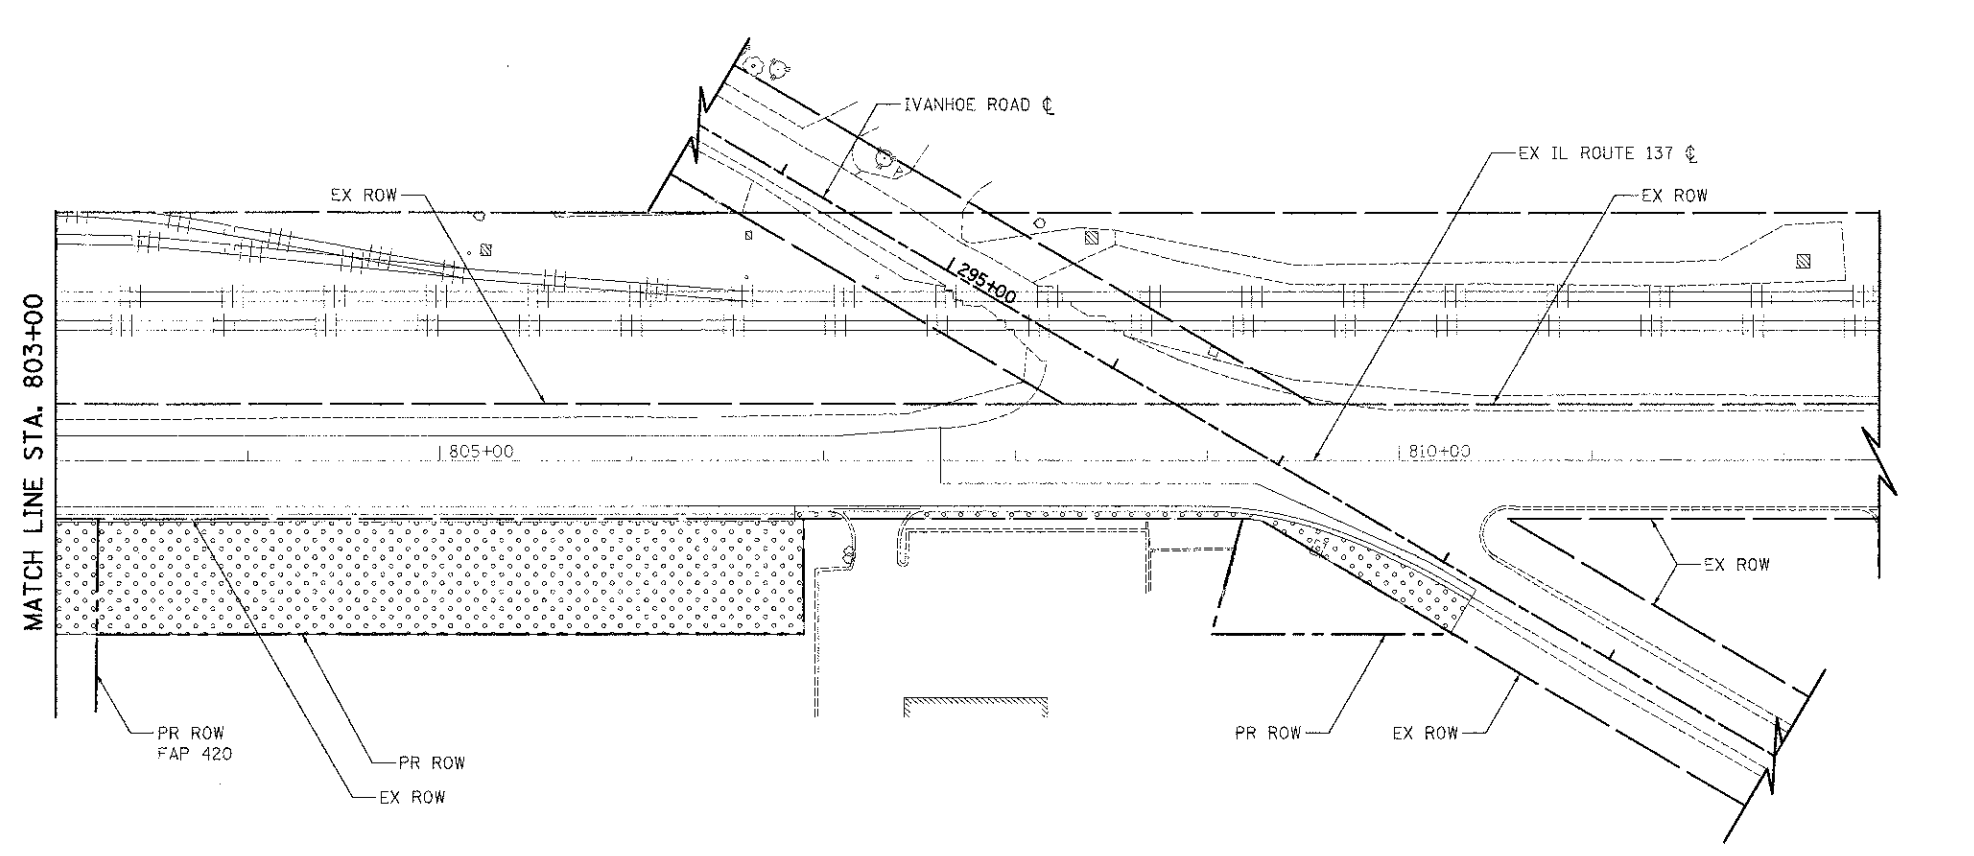 IVANHOE ROAD ℄
EX IL ROUTE 137 ℄
EX ROW
EX ROW
295+00
MATCH LINE STA. 803+00
805+00
810+00
EX ROW
PR ROW
FAP 420
PR ROW
EX ROW
PR ROW
EX ROW